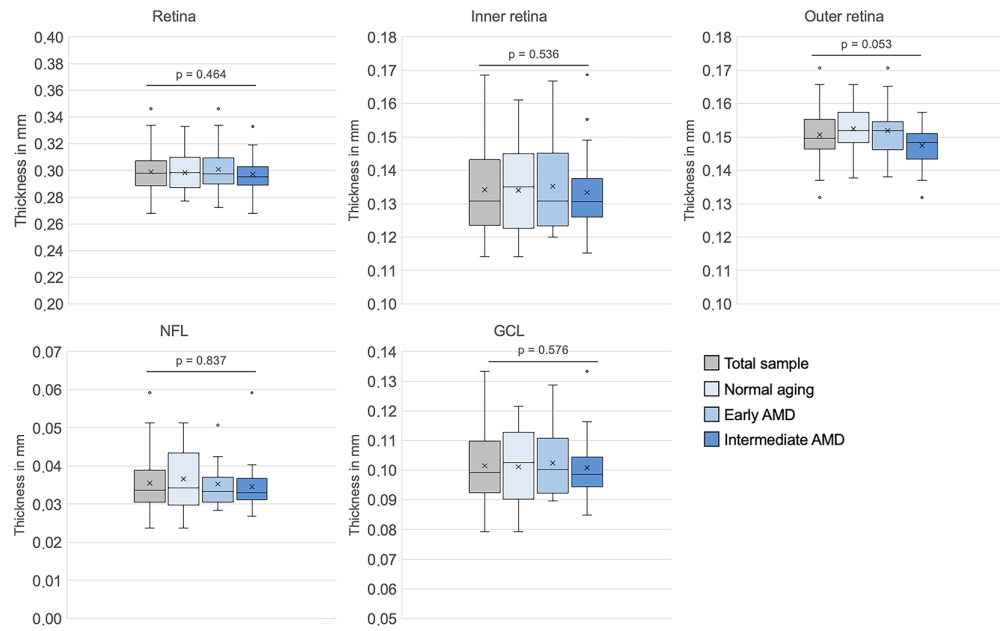 Retina
Thickness in mm
0.40
0.38
0.36
0.34
0.32
0.30
0.28
0.26
0.24
0.22
0.20
p = 0.464
Inner retina
Thickness in mm
0.18
0.17
0.16
0.15
0.14
0.13
0.12
0.11
0.10
p = 0.536
Outer retina
Thickness in mm
0.18
0.17
0.16
0.15
0.14
0.13
0.12
0.11
0.10
p = 0.053
NFL
Thickness in mm
0.07
0.06
0.05
0.04
0.03
0.02
0.01
0.00
p = 0.837
GCL
Thickness in mm
0.14
0.13
0.12
0.11
0.10
0.09
0.08
0.07
0.06
0.05
p = 0.576
Total sample
Normal aging
Early AMD
Intermediate AMD